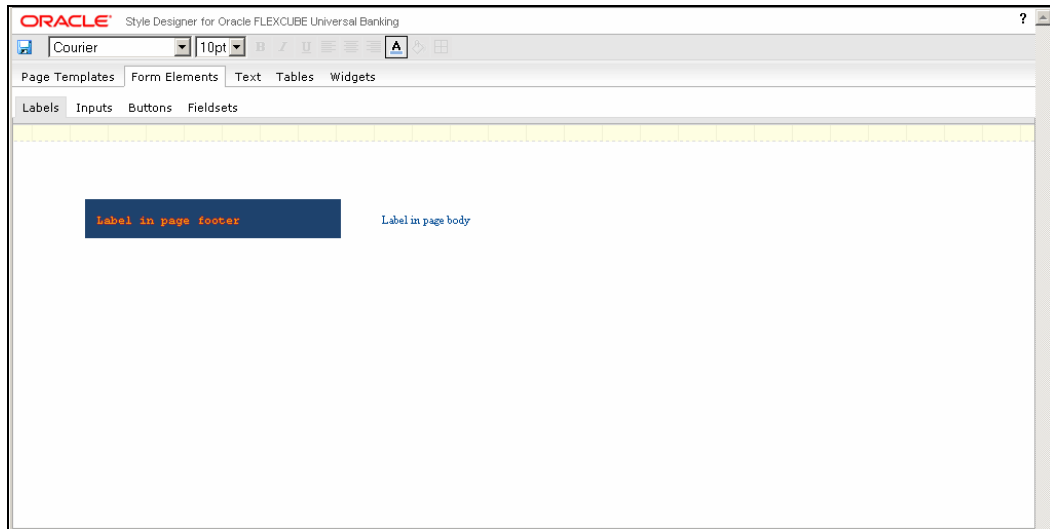 ORACLE® Style Designer for Oracle FLEXCUBE Universal Banking ?
Courier 10pt B I U A
Page Templates Form Elements Text Tables Widgets
Labels Inputs Buttons Fieldsets
Label in page footer Label in page body